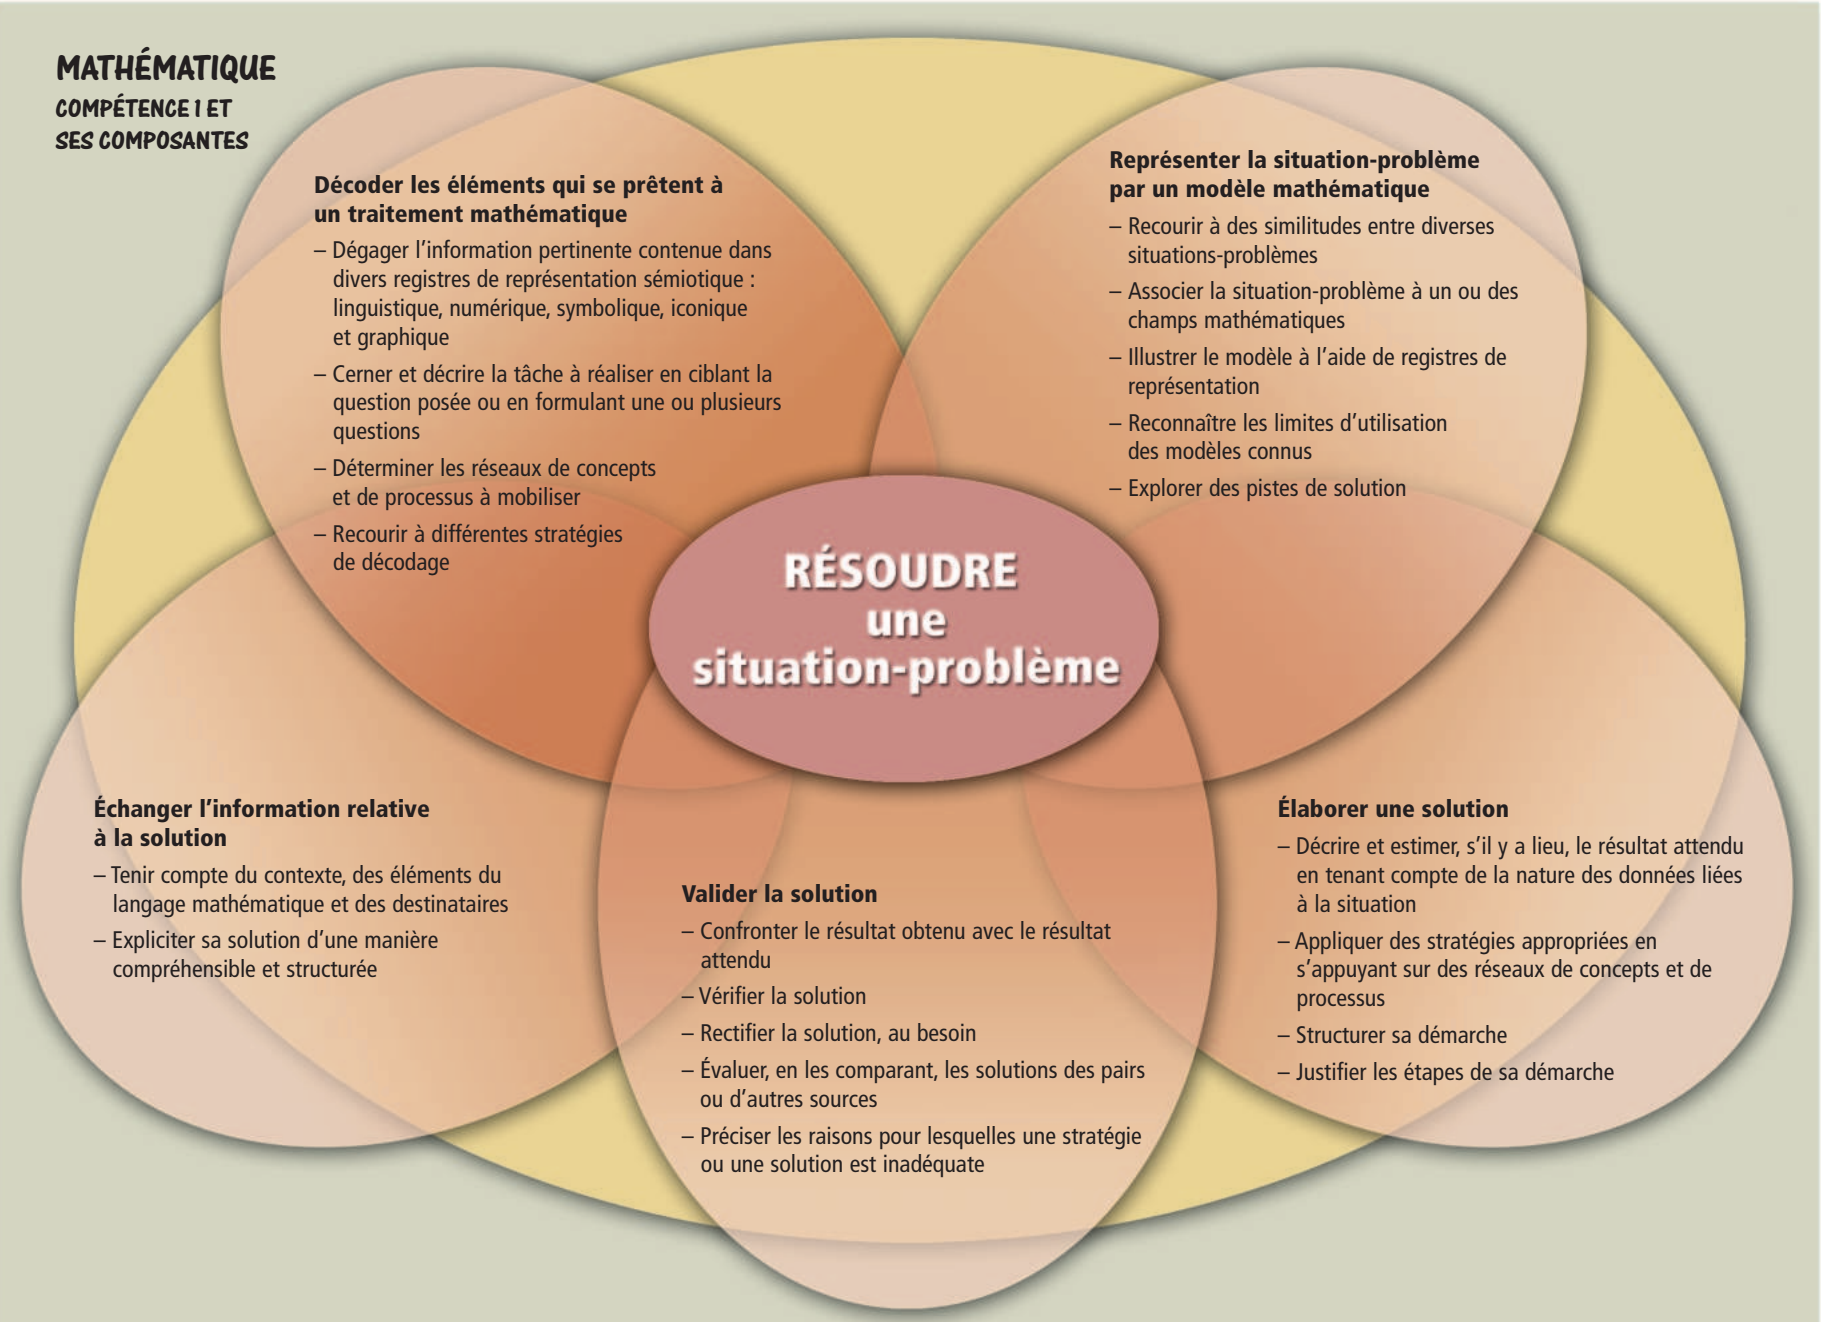 MATHÉMATIQUE
COMPÉTENCE 1 ET
SES COMPOSANTES
Décoder les éléments qui se prêtent à
un traitement mathématique
– Dégager l’information pertinente contenue dans
divers registres de représentation sémiotique :
linguistique, numérique, symbolique, iconique
et graphique
– Cerner et décrire la tâche à réaliser en ciblant la
question posée ou en formulant une ou plusieurs
questions
– Déterminer les réseaux de concepts
et de processus à mobiliser
– Recourir à différentes stratégies
de décodage
Représenter la situation-problème
par un modèle mathématique
– Recourir à des similitudes entre diverses
situations-problèmes
– Associer la situation-problème à un ou des
champs mathématiques
– Illustrer le modèle à l’aide de registres de
représentation
– Reconnaître les limites d’utilisation
des modèles connus
– Explorer des pistes de solution
RÉSOUDRE
une
situation-problème
Échanger l’information relative
à la solution
– Tenir compte du contexte, des éléments du
langage mathématique et des destinataires
– Expliciter sa solution d’une manière
compréhensible et structurée
Valider la solution
– Confronter le résultat obtenu avec le résultat
attendu
– Vérifier la solution
– Rectifier la solution, au besoin
– Évaluer, en les comparant, les solutions des pairs
ou d’autres sources
– Préciser les raisons pour lesquelles une stratégie
ou une solution est inadéquate
Élaborer une solution
– Décrire et estimer, s’il y a lieu, le résultat attendu
en tenant compte de la nature des données liées
à la situation
– Appliquer des stratégies appropriées en
s’appuyant sur des réseaux de concepts et de
processus
– Structurer sa démarche
– Justifier les étapes de sa démarche